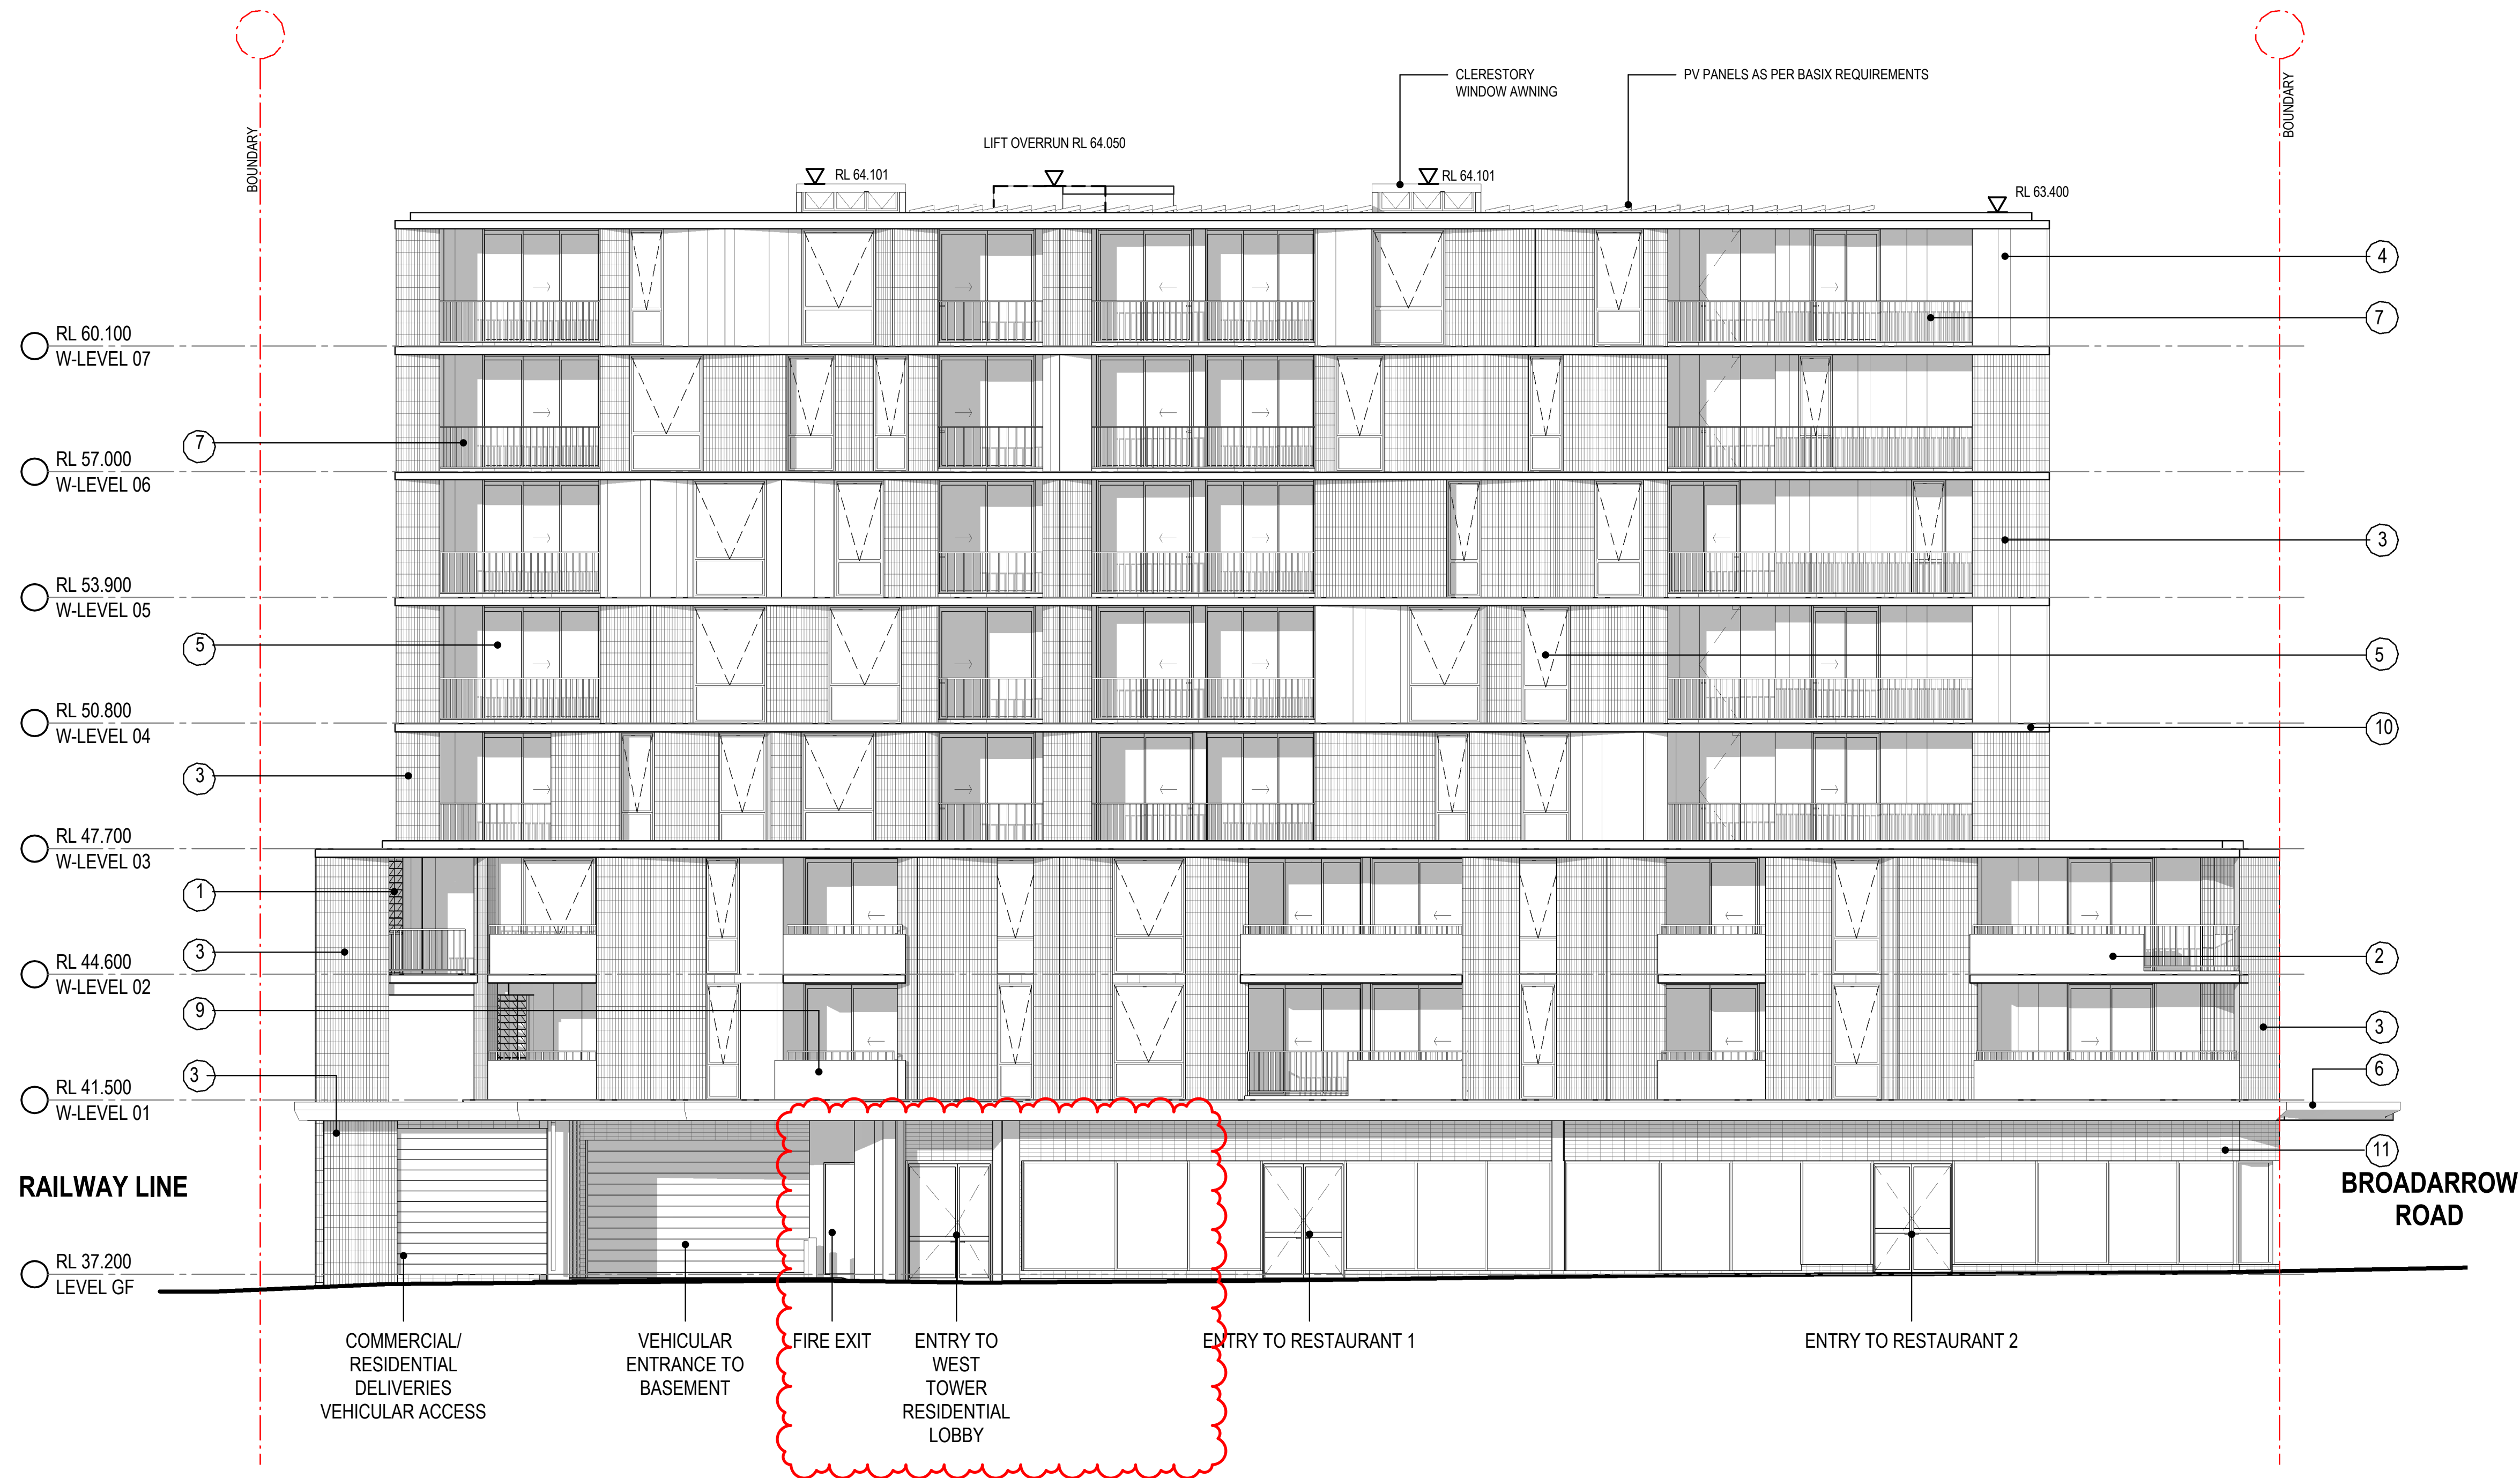 CLERESTORY
WINDOW AWNING
PV PANELS AS PER BASIX REQUIREMENTS
BOUNDARY
BOUNDARY
LIFT OVERRUN RL 64.050
RL 64.101
RL 64.101
RL 63.400
4
7
RL 60.100
W-LEVEL 07
7
RL 57.000
W-LEVEL 06
3
RL 53.900
W-LEVEL 05
5
5
RL 50.800
W-LEVEL 04
10
3
RL 47.700
W-LEVEL 03
1
3
2
RL 44.600
W-LEVEL 02
9
3
3
6
RL 41.500
W-LEVEL 01
11
RAILWAY LINE
BROADARROW
ROAD
RL 37.200
LEVEL GF
COMMERCIAL/
RESIDENTIAL
DELIVERIES
VEHICULAR ACCESS
VEHICULAR
ENTRANCE TO
BASEMENT
FIRE EXIT
ENTRY TO
WEST
TOWER
RESIDENTIAL
LOBBY
ENTRY TO RESTAURANT 1
ENTRY TO RESTAURANT 2